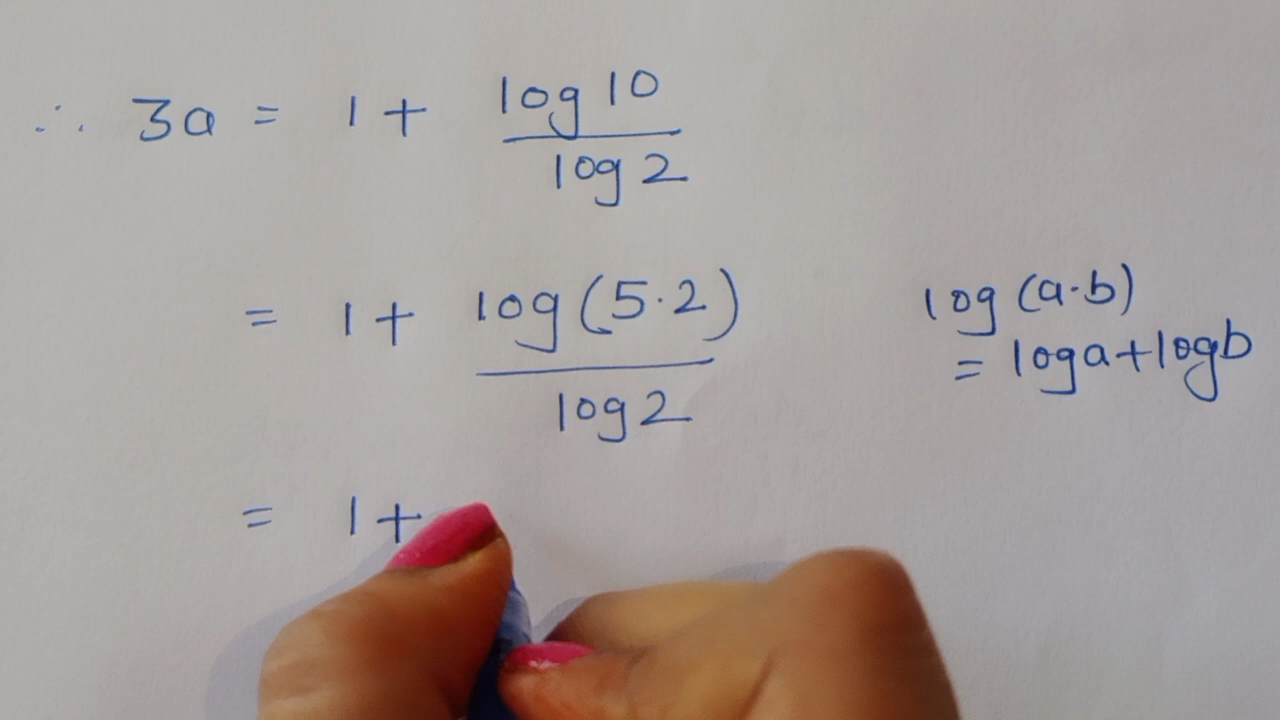 ∴ 3a = 1 + log 10 / log 2
= 1 + log (5·2) / log 2
log (a·b)
= log a + log b
= 1 +